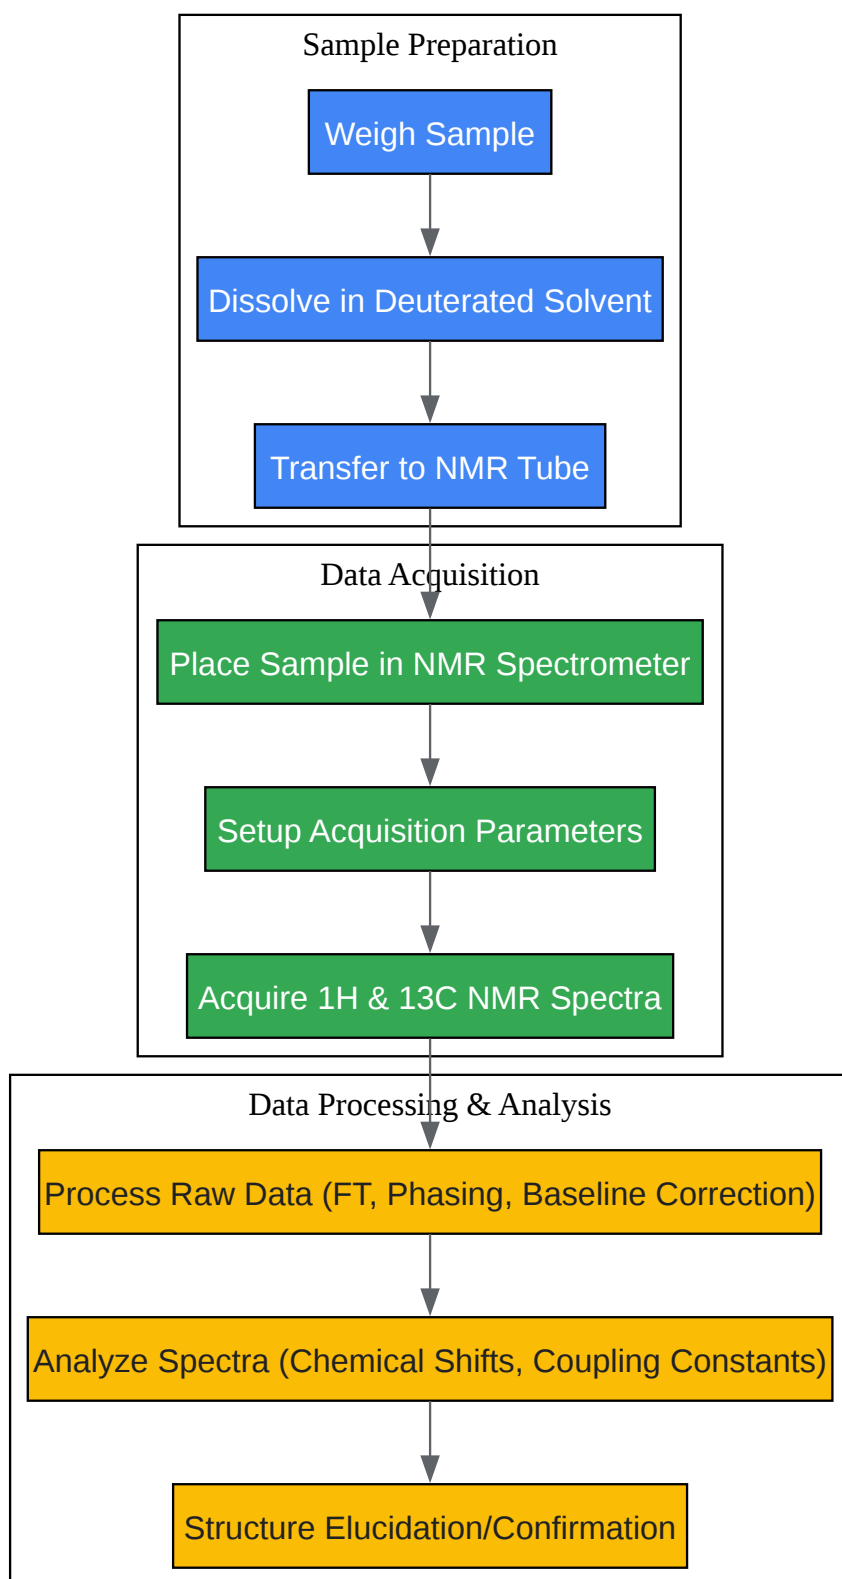 Sample Preparation
Weigh Sample
Dissolve in Deuterated Solvent
Transfer to NMR Tube
Data Acquisition
Place Sample in NMR Spectrometer
Setup Acquisition Parameters
Acquire 1H & 13C NMR Spectra
Data Processing & Analysis
Process Raw Data (FT, Phasing, Baseline Correction)
Analyze Spectra (Chemical Shifts, Coupling Constants)
Structure Elucidation/Confirmation